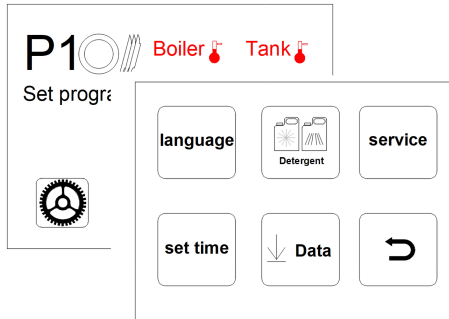 P1
Boiler Tank
Set progra
language
Detergent
service
set time
Data